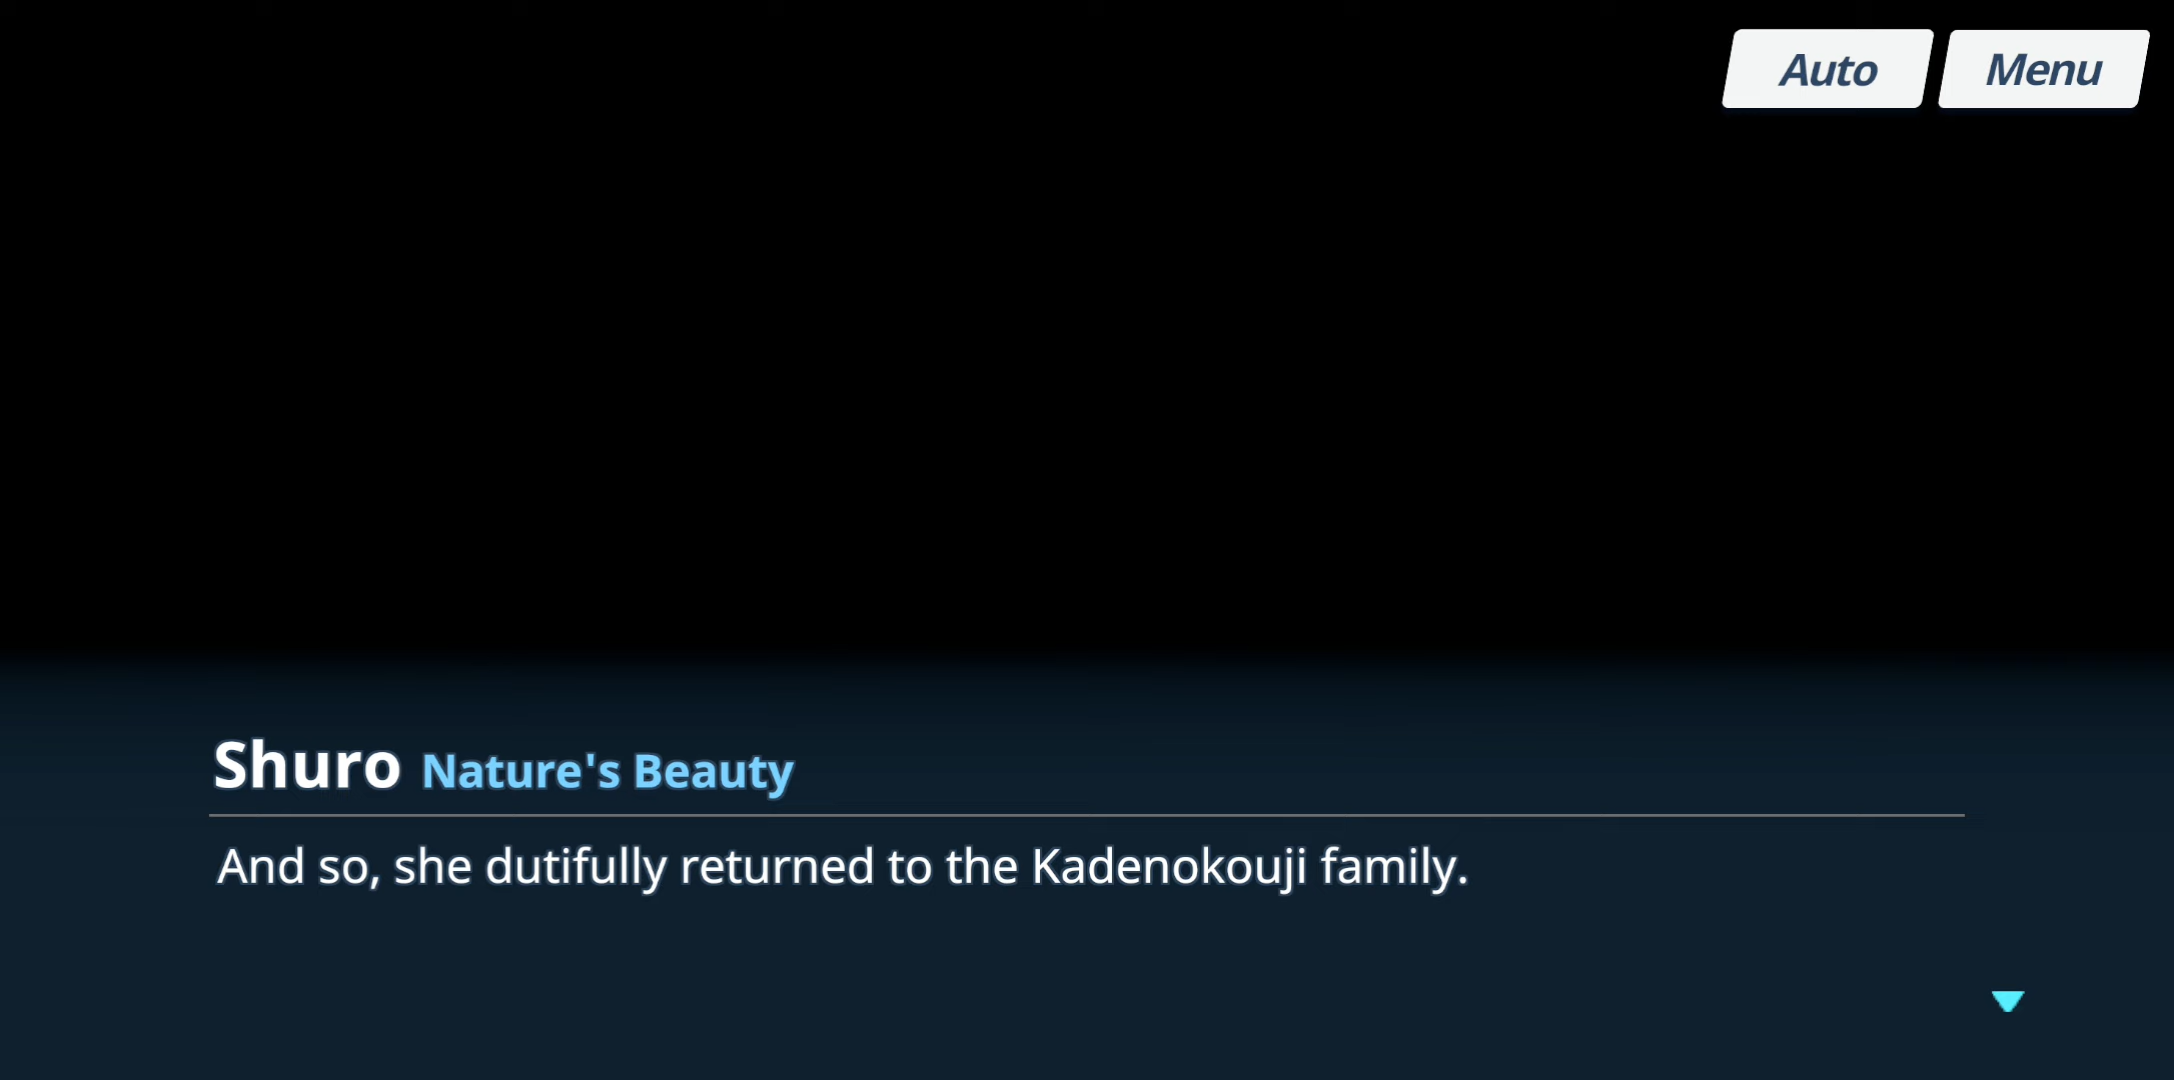 Auto Menu
Shuro Nature's Beauty
And so, she dutifully returned to the Kadenokouji family.